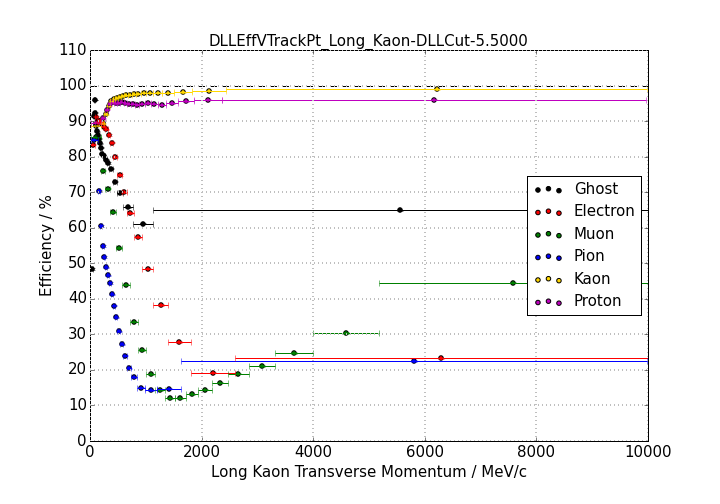 DLLEffVTrackPt_Long_Kaon-DLLCut-5.5000
110
100
90
80
70
60
50
40
30
20
10
0
Efficiency / %
Ghost
Electron
Muon
Pion
Kaon
Proton
0 2000 4000 6000 8000 10000
Long Kaon Transverse Momentum / MeV/c